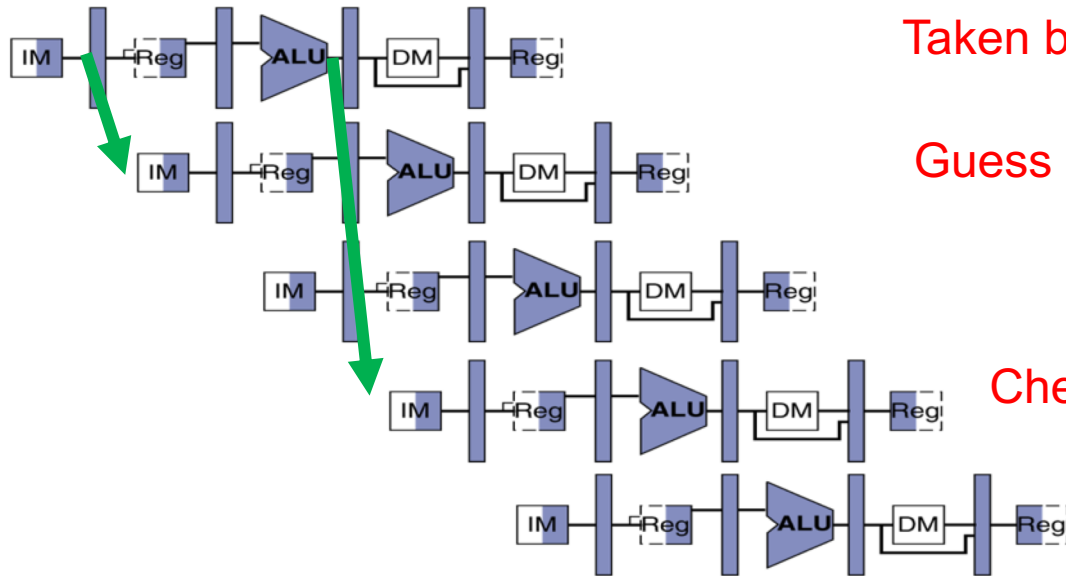 Taken b
IM Reg ALU DM Reg
Guess
IM Reg ALU DM Reg
IM Reg ALU DM Reg
Che
IM Reg ALU DM Reg
IM Reg ALU DM Reg